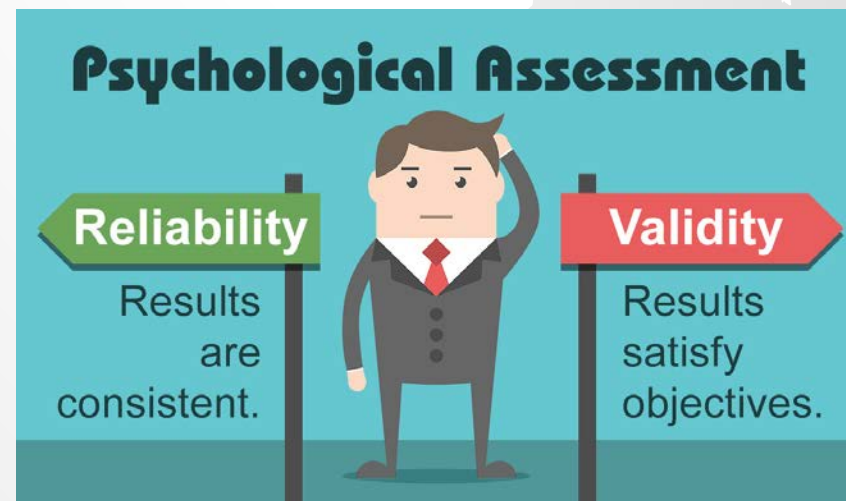 Psychological Assessment
Reliability
Results
are
consistent.
Validity
Results
satisfy
objectives.